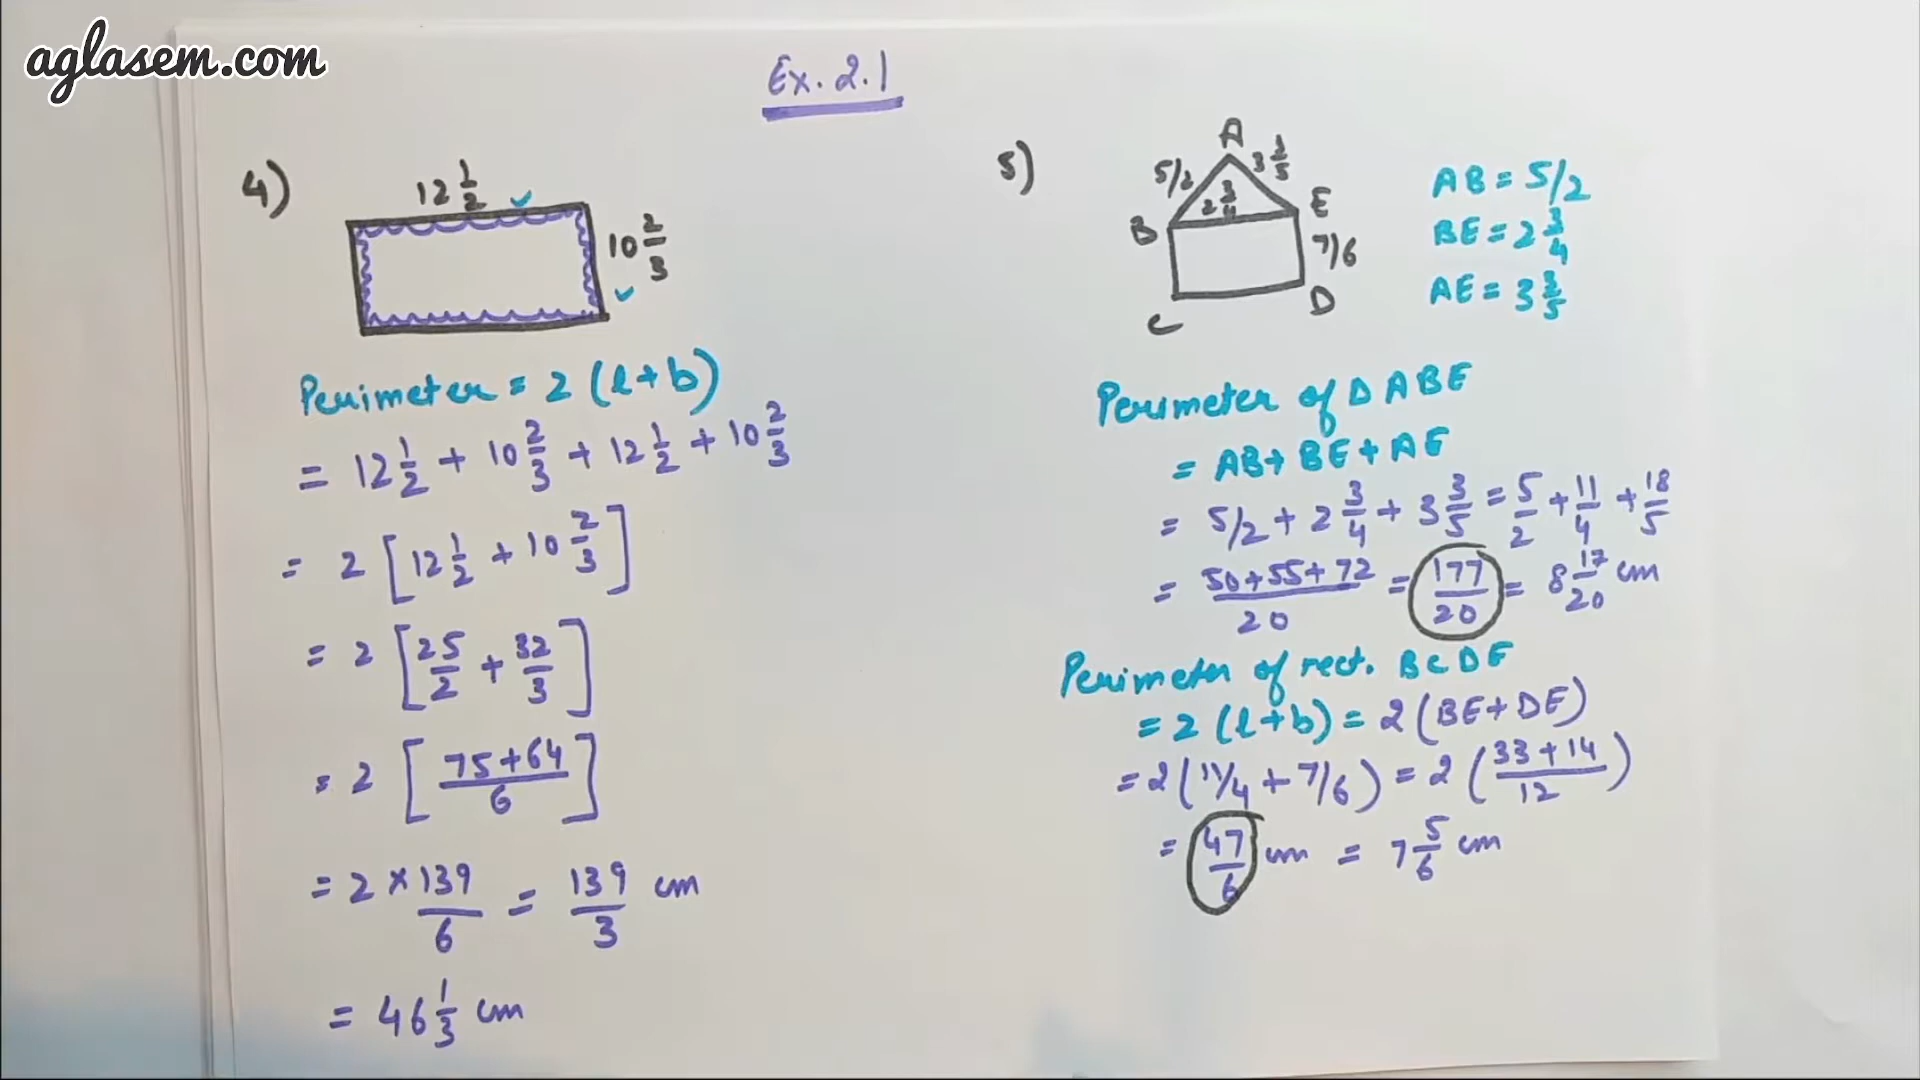 aglasem.com
Ex. 2.1
4)
12 1/2
10 2/3
Perimeter = 2 (l+b)
= 12 1/2 + 10 2/3 + 12 1/2 + 10 2/3
= 2 [12 1/2 + 10 2/3]
= 2 [25/2 + 32/3]
= 2 [(75+64)/6]
= 2 × 139/6 = 139/3 cm
= 46 1/3 cm
5)
A
5/2
3 3/5
2 3/4
B
E
7/6
C
D
AB = 5/2
BE = 2 3/4
AE = 3 3/5
Perimeter of Δ ABE
= AB + BE + AE
= 5/2 + 2 3/4 + 3 3/5 = 5/2 + 11/4 + 18/5
= (50+55+72)/20 = 177/20 = 8 17/20 cm
Perimeter of rect. BCDE
= 2 (l+b) = 2 (BE+DE)
= 2 (11/4 + 7/6) = 2 ((33+14)/12)
= 47/6 cm = 7 5/6 cm